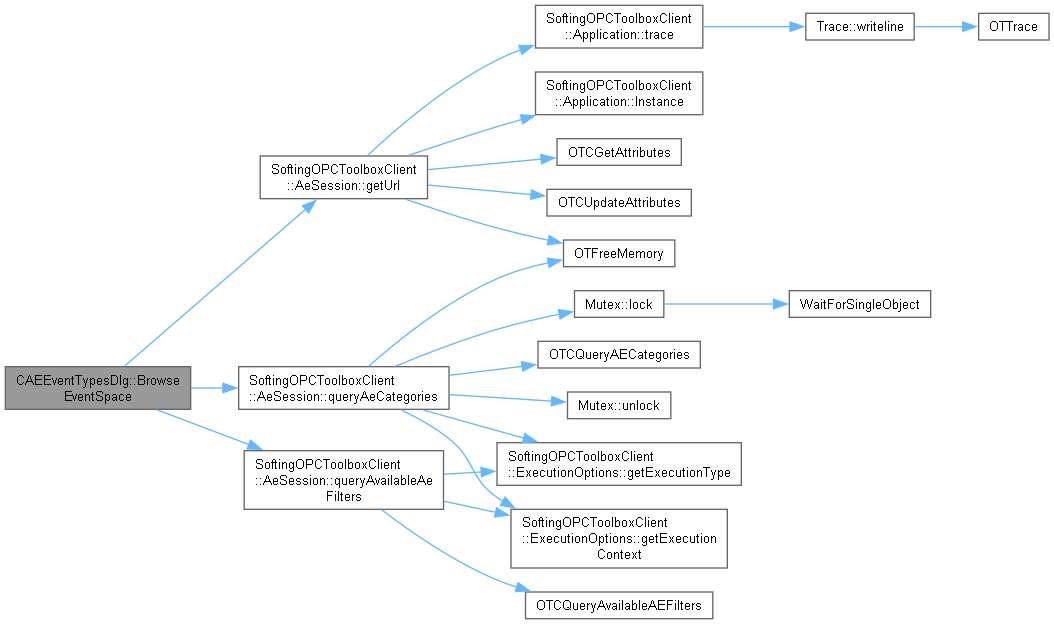 SoftingOPCToolboxClient
::Application::trace
Trace::writeline
OTTrace
SoftingOPCToolboxClient
::Application::Instance
OTCGetAttributes
SoftingOPCToolboxClient
::AeSession::getUrl
OTCUpdateAttributes
OTFreeMemory
Mutex::lock
WaitForSingleObject
OTCQueryAECategories
CAEEventTypesDlg::Browse
EventSpace
SoftingOPCToolboxClient
::AeSession::queryAeCategories
Mutex::unlock
SoftingOPCToolboxClient
::ExecutionOptions::getExecutionType
SoftingOPCToolboxClient
::AeSession::queryAvailableAe
Filters
SoftingOPCToolboxClient
::ExecutionOptions::getExecution
Context
OTCQueryAvailableAEFilters